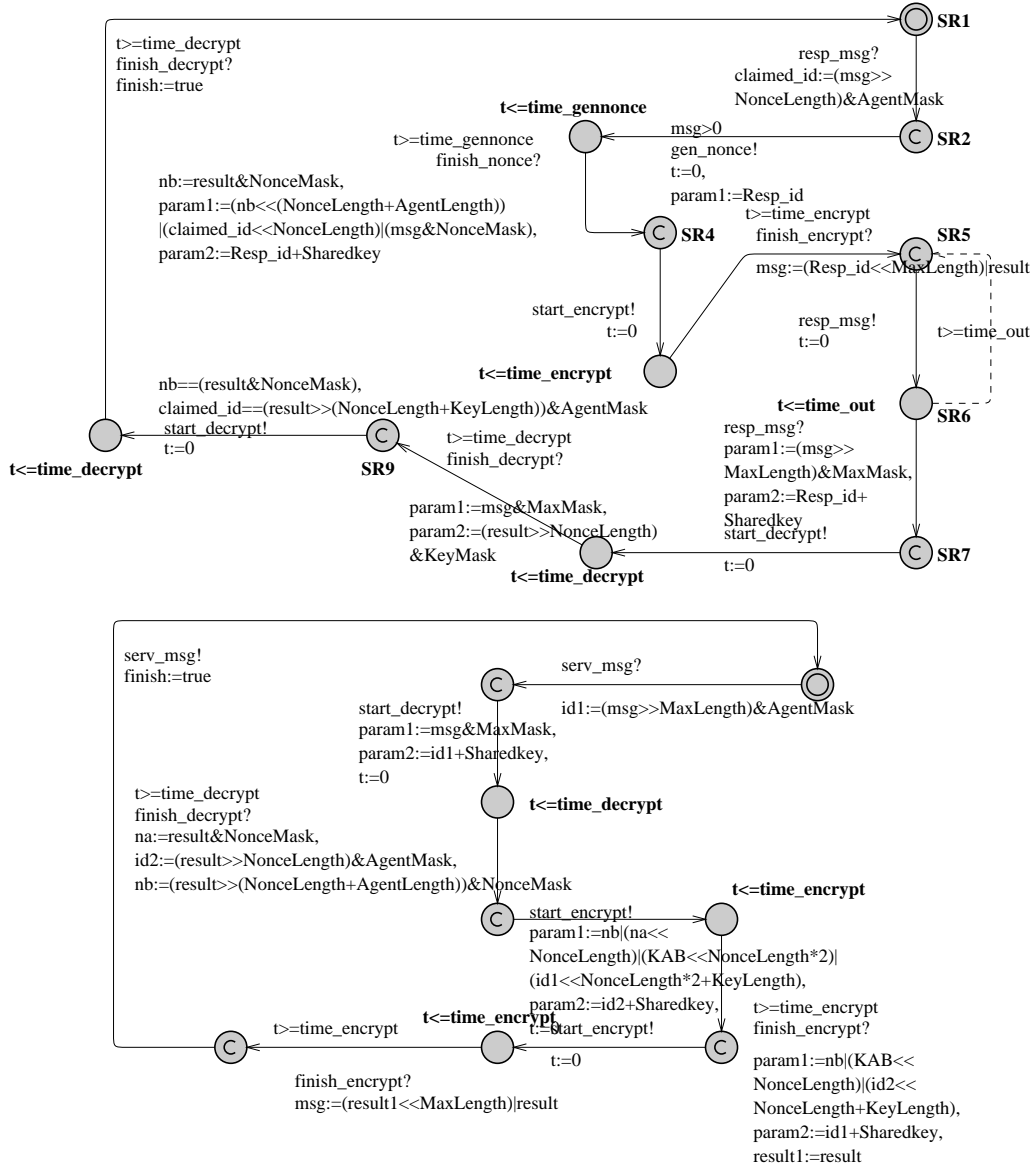 SR1
t>=time_decrypt
finish_decrypt?
finish:=true
resp_msg?
claimed_id:=(msg>>
NonceLength)&AgentMask
t<=time_gennonce
C
SR2
msg>0
gen_nonce!
t:=0,
param1:=Resp_id
t>=time_gennonce
finish_nonce?
nb:=result&NonceMask,
param1:=(nb<<(NonceLength+AgentLength))
|(claimed_id<<NonceLength)|(msg&NonceMask),
param2:=Resp_id+Sharedkey
C
SR4
t>=time_encrypt
finish_encrypt?
C
SR5
msg:=(Resp_id<<MaxLength)|result
start_encrypt!
t:=0
resp_msg!
t:=0
t>=time_out
t<=time_encrypt
nb==(result&NonceMask),
claimed_id==(result>>(NonceLength+KeyLength))&AgentMask
start_decrypt!
t:=0
t<=time_decrypt
C
SR9
t<=time_out
SR6
t>=time_decrypt
finish_decrypt?
resp_msg?
param1:=(msg>>
MaxLength)&MaxMask,
param2:=Resp_id+
Sharedkey
param1:=msg&MaxMask,
param2:=(result>>NonceLength)
&KeyMask
start_decrypt!
t:=0
C
SR7
t<=time_decrypt
serv_msg!
finish:=true
serv_msg?
C
id1:=(msg>>MaxLength)&AgentMask
start_decrypt!
param1:=msg&MaxMask,
param2:=id1+Sharedkey,
t:=0
t<=time_decrypt
t>=time_decrypt
finish_decrypt?
na:=result&NonceMask,
id2:=(result>>NonceLength)&AgentMask,
nb:=(result>>(NonceLength+AgentLength))&NonceMask
t<=time_encrypt
C
start_encrypt!
param1:=nb|(na<<
NonceLength)|(KAB<<NonceLength*2)|
(id1<<NonceLength*2+KeyLength),
param2:=id2+Sharedkey,
t:=0
t>=time_encrypt
finish_encrypt?
C
param1:=nb|(KAB<<
NonceLength)|(id2<<
NonceLength+KeyLength),
param2:=id1+Sharedkey,
result1:=result
start_encrypt!
t:=0
t<=time_encrypt
t>=time_encrypt
C
finish_encrypt?
msg:=(result1<<MaxLength)|result